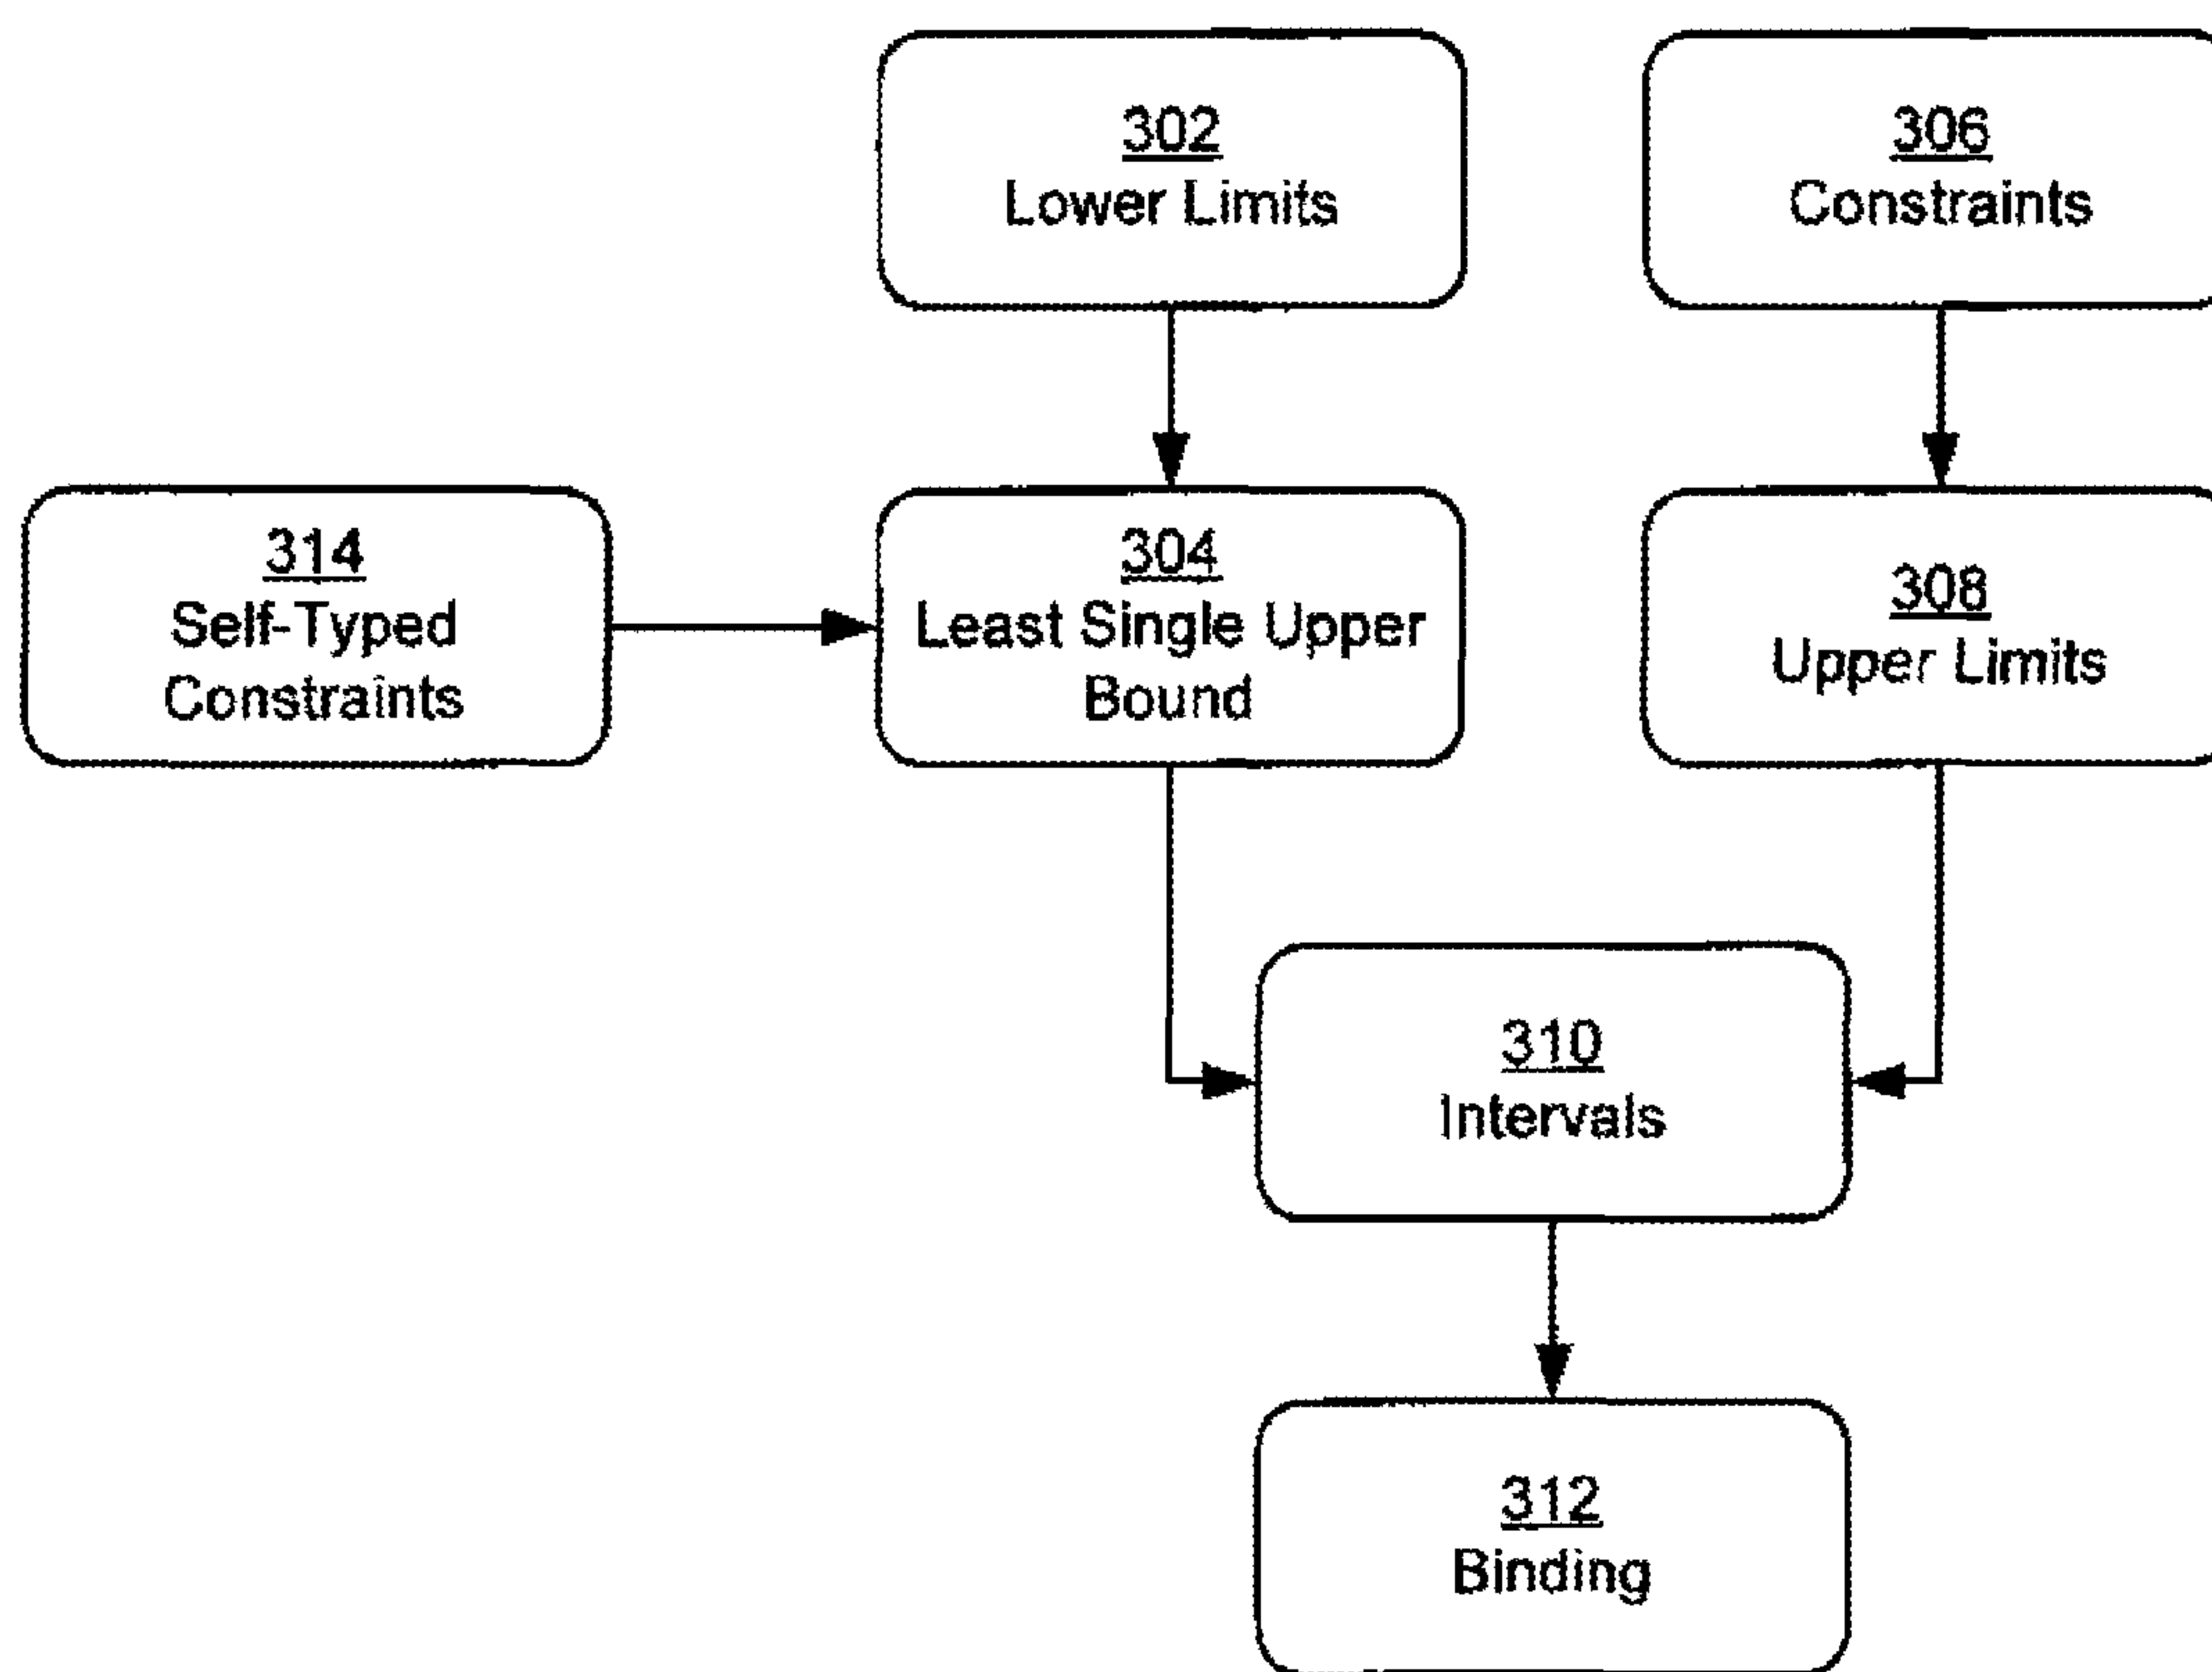 302
Lower Limits
306
Constraints
314
Self-Typed
Constraints
304
Least Single Upper
Bound
308
Upper Limits
310
Intervals
312
Binding